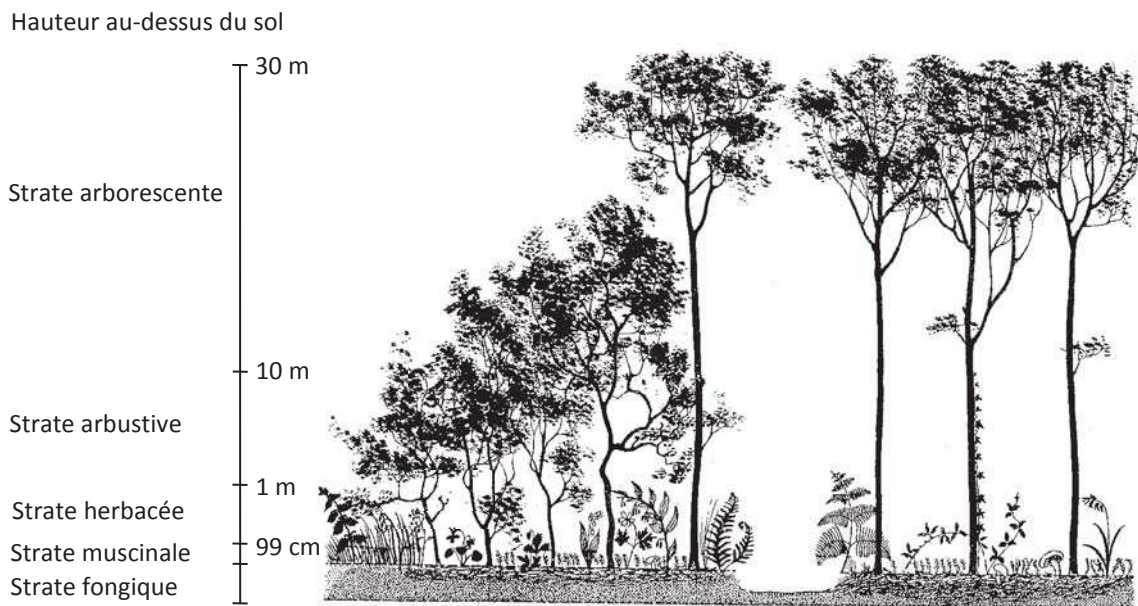 Hauteur au-dessus du sol
30 m
Strate arborescente
10 m
Strate arbustive
1 m
Strate herbacée
99 cm
Strate muscinale
Strate fongique